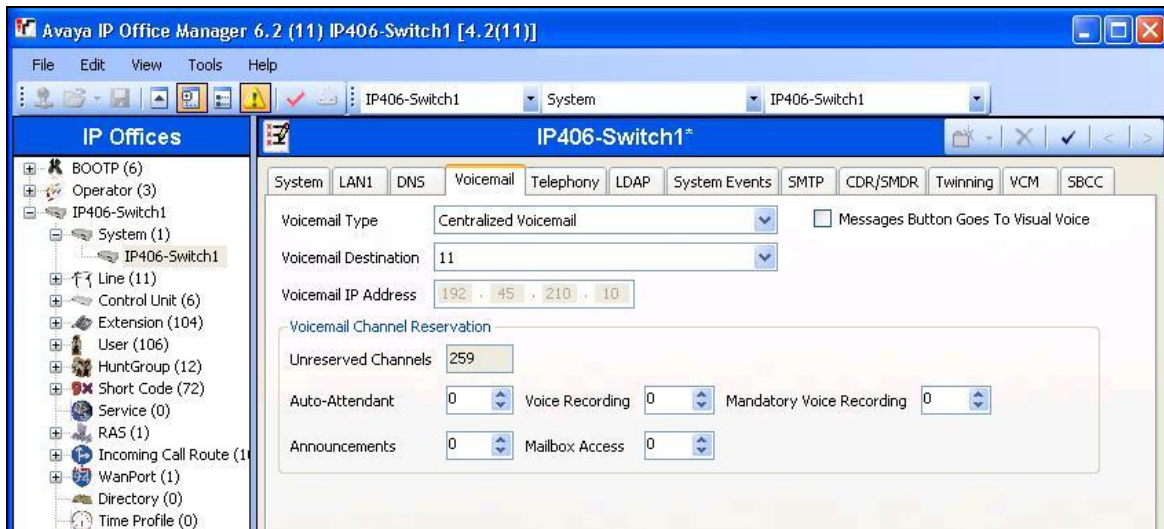 Avaya IP Office Manager 6.2 (11) IP406-Switch1 [4.2(11)]
File Edit View Tools Help
IP406-Switch1 System IP406-Switch1
IP Offices
BOOTP (6)
Operator (3)
IP406-Switch1
System (1)
IP406-Switch1
Line (11)
Control Unit (6)
Extension (104)
User (106)
HuntGroup (12)
Short Code (72)
Service (0)
RAS (1)
Incoming Call Route (1
WanPort (1)
Directory (0)
Time Profile (0)
IP406-Switch1*
System LAN1 DNS Voicemail Telephony LDAP System Events SMTP CDR/SMDR Twinning VCM SBCC
Voicemail Type Centralized Voicemail Messages Button Goes To Visual Voice
Voicemail Destination 11
Voicemail IP Address 192 . 45 . 210 . 10
Voicemail Channel Reservation
Unreserved Channels 259
Auto-Attendant 0 Voice Recording 0 Mandatory Voice Recording 0
Announcements 0 Mailbox Access 0